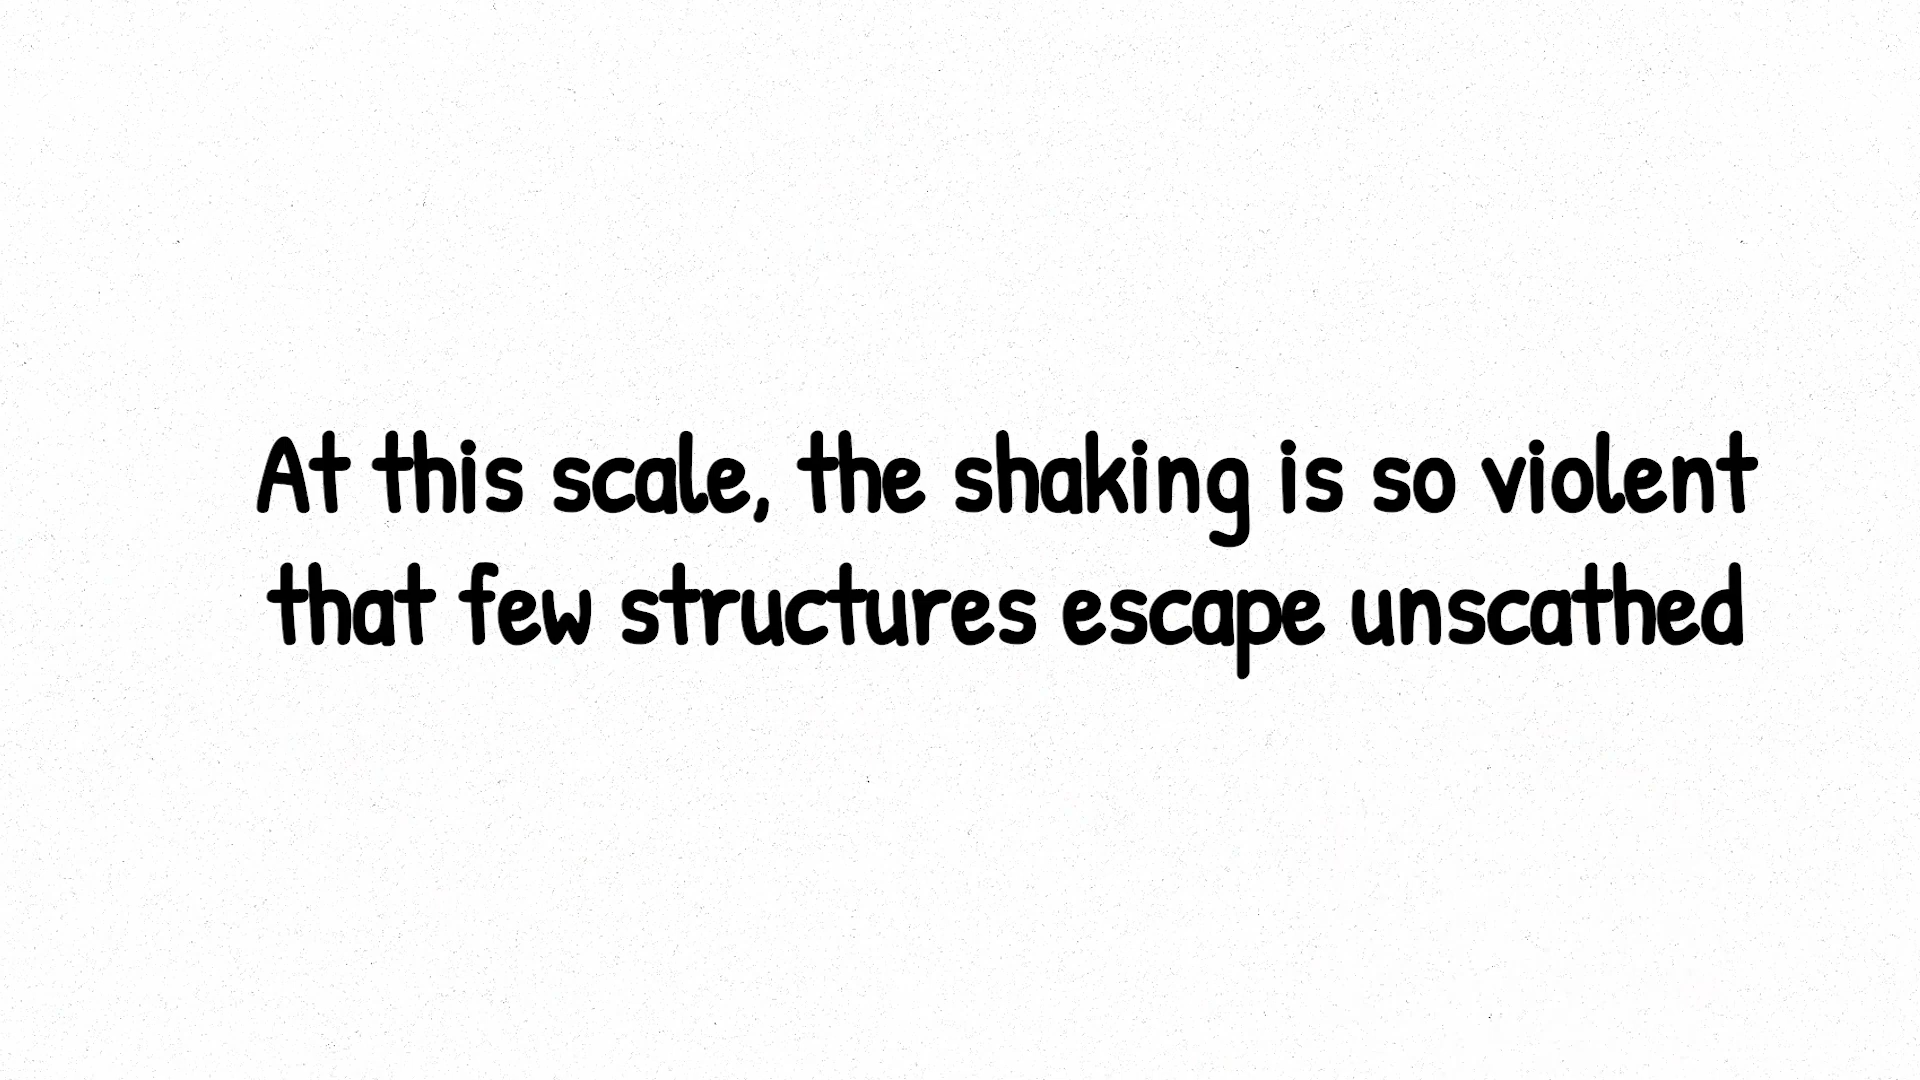 At this scale, the shaking is so violent
that few structures escape unscathed